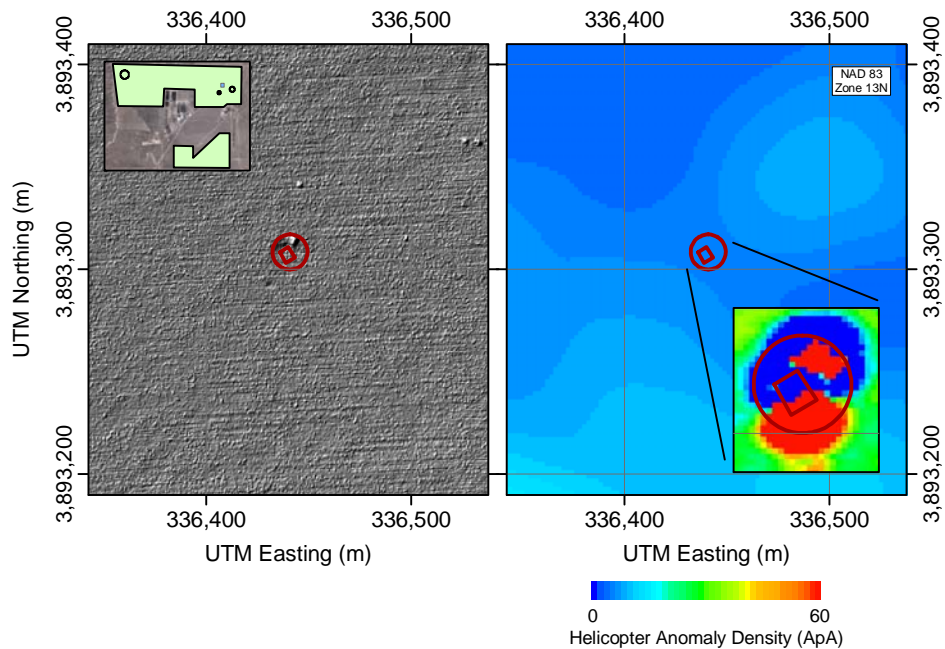 336,400
336,500
336,400
336,500
3,893,400
3,893,300
3,893,200
UTM Northing (m)
NAD 83
Zone 13N
3,893,400
3,893,300
3,893,200
336,400
336,500
336,400
336,500
UTM Easting (m)
UTM Easting (m)
0
60
Helicopter Anomaly Density (ApA)